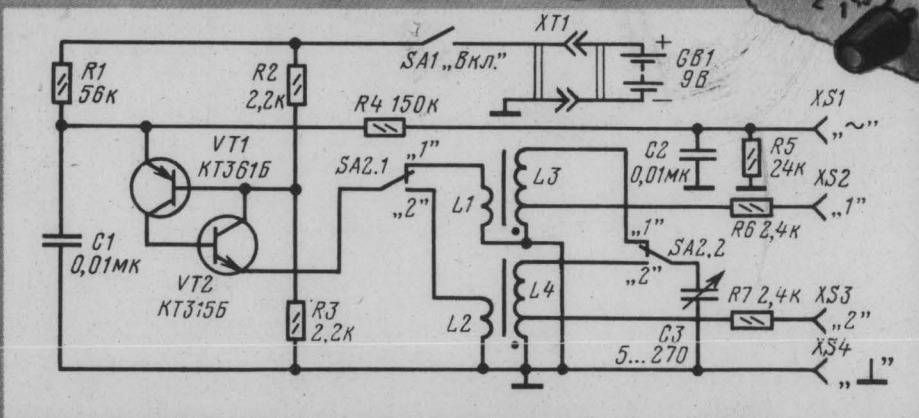 2
1
XT1
SA1 „Вкл."
+
GB1
9В
–
R1
56к
R2
2,2к
R4 150к
XS1
„~"
VT1
КТ361Б
SA2.1
„1"
„2"
C2
0,01мк
R5
24к
L1
L3
XS2
„1"
R6 2,4к
C1
0,01мк
VT2
КТ315Б
„1"
SA2.2
„2"
R3
2,2к
L2
L4
R7 2,4к
XS3
„2"
C3
5...270
XS4
„⊥"